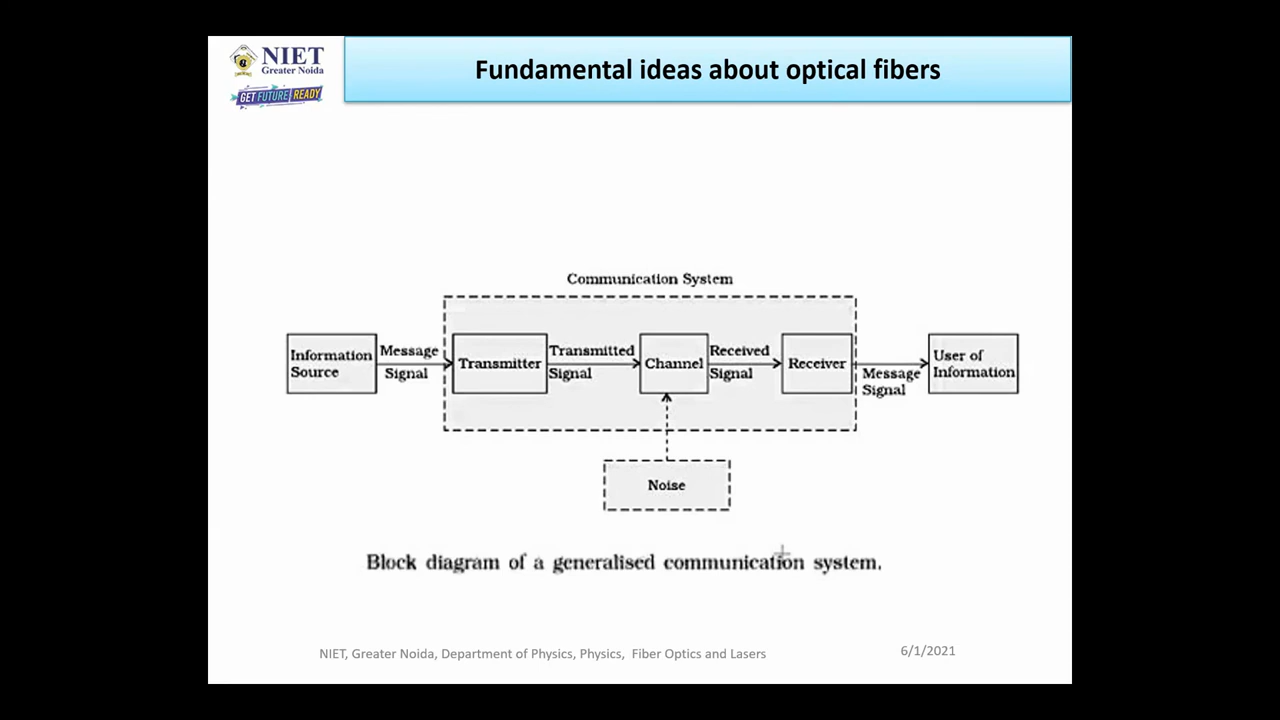 NIET
Greater Noida
GET FUTURE READY
Fundamental ideas about optical fibers
Communication System
Information
Source
Message
Signal
Transmitter
Transmitted
Signal
Channel
Received
Signal
Receiver
Message
Signal
User of
Information
Noise
Block diagram of a generalised communication system.
NIET, Greater Noida, Department of Physics, Physics, Fiber Optics and Lasers
6/1/2021